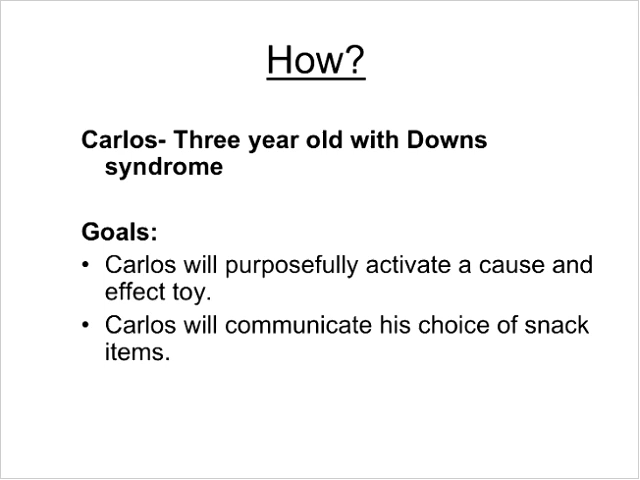 How?
Carlos- Three year old with Downs
syndrome
Goals:
• Carlos will purposefully activate a cause and
effect toy.
• Carlos will communicate his choice of snack
items.